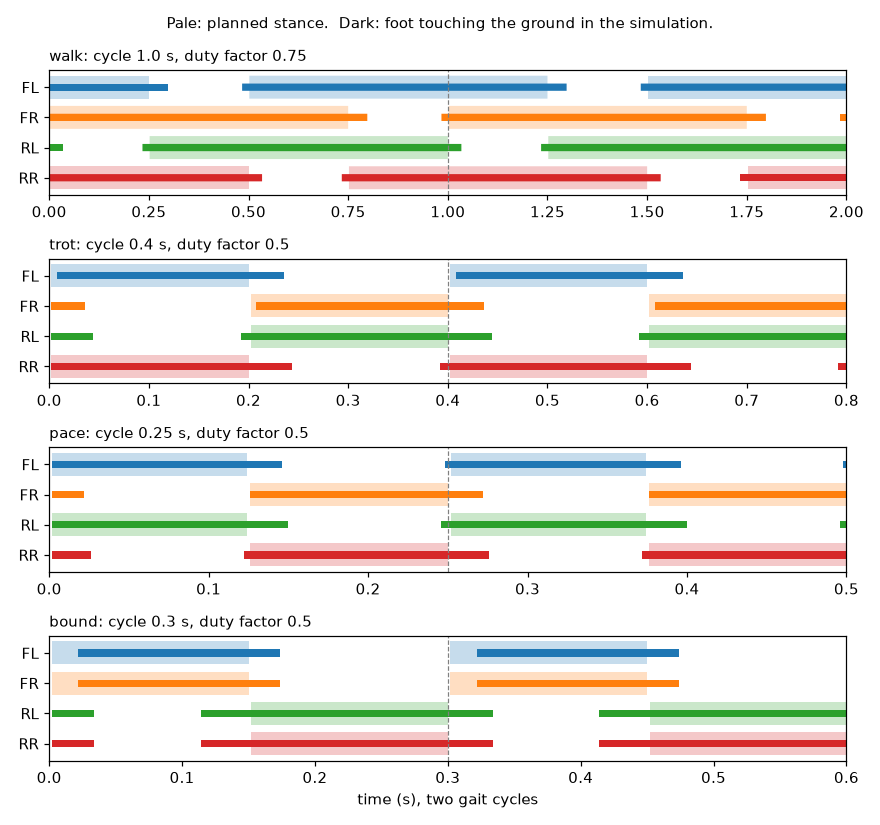 Pale: planned stance.  Dark: foot touching the ground in the simulation.
walk: cycle 1.0 s, duty factor 0.75
FL
FR
RL
RR
0.00 0.25 0.50 0.75 1.00 1.25 1.50 1.75 2.00
trot: cycle 0.4 s, duty factor 0.5
FL
FR
RL
RR
0.0 0.1 0.2 0.3 0.4 0.5 0.6 0.7 0.8
pace: cycle 0.25 s, duty factor 0.5
FL
FR
RL
RR
0.0 0.1 0.2 0.3 0.4 0.5
bound: cycle 0.3 s, duty factor 0.5
FL
FR
RL
RR
0.0 0.1 0.2 0.3 0.4 0.5 0.6
time (s), two gait cycles